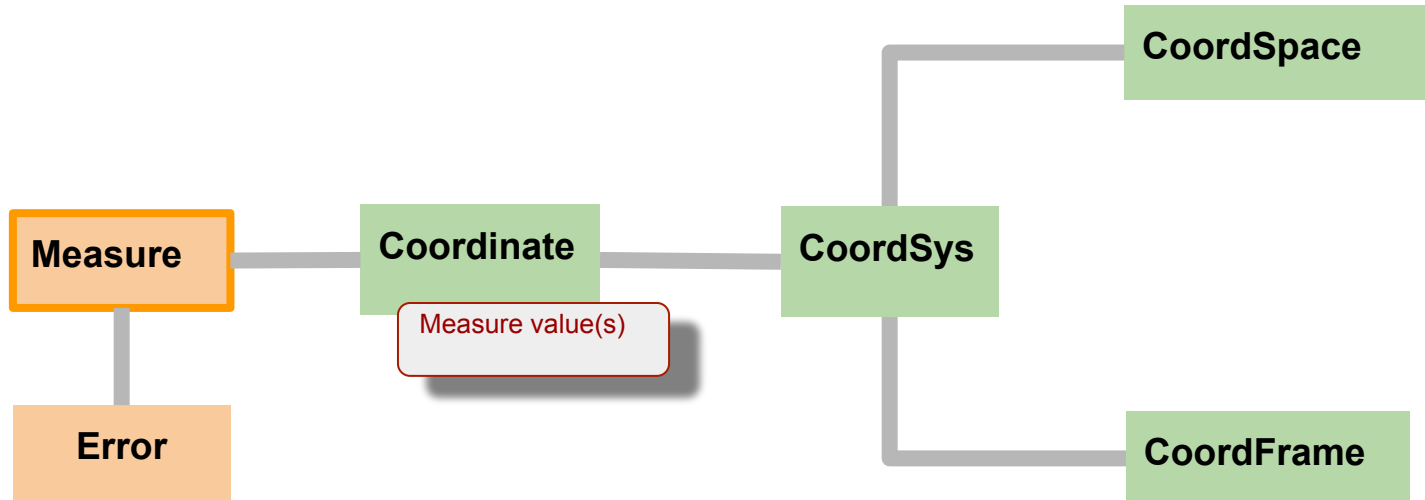 CoordSpace
Measure
Coordinate
CoordSys
Measure value(s)
Error
CoordFrame